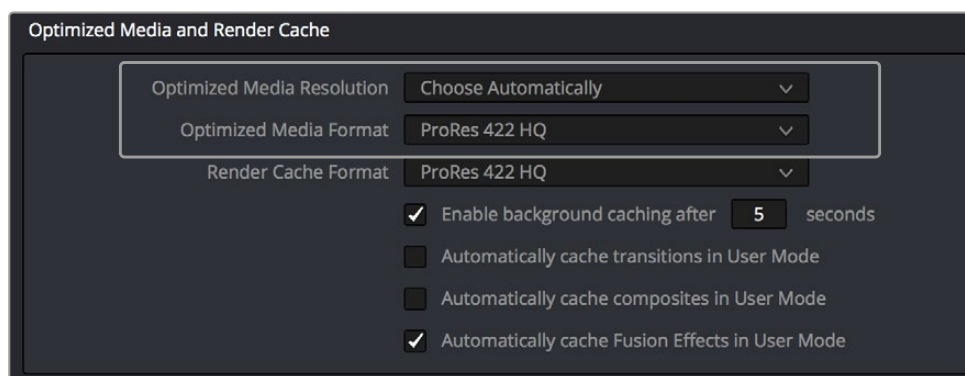 Optimized Media and Render Cache
Optimized Media Resolution Choose Automatically
Optimized Media Format ProRes 422 HQ
Render Cache Format ProRes 422 HQ
Enable background caching after 5 seconds
Automatically cache transitions in User Mode
Automatically cache composites in User Mode
Automatically cache Fusion Effects in User Mode